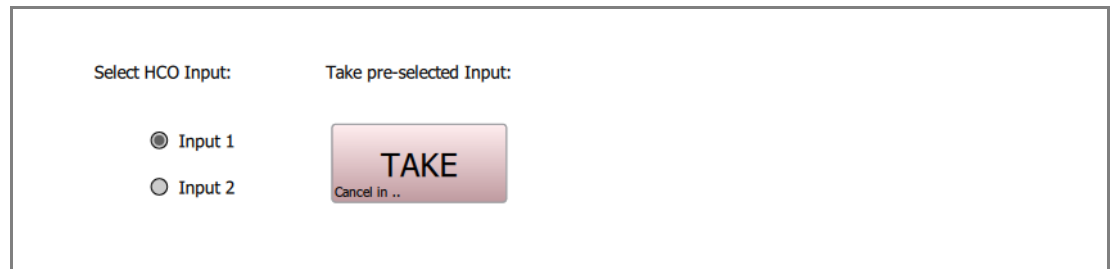 Select HCO Input:
Take pre-selected Input:
Input 1
Input 2
TAKE
Cancel in ..